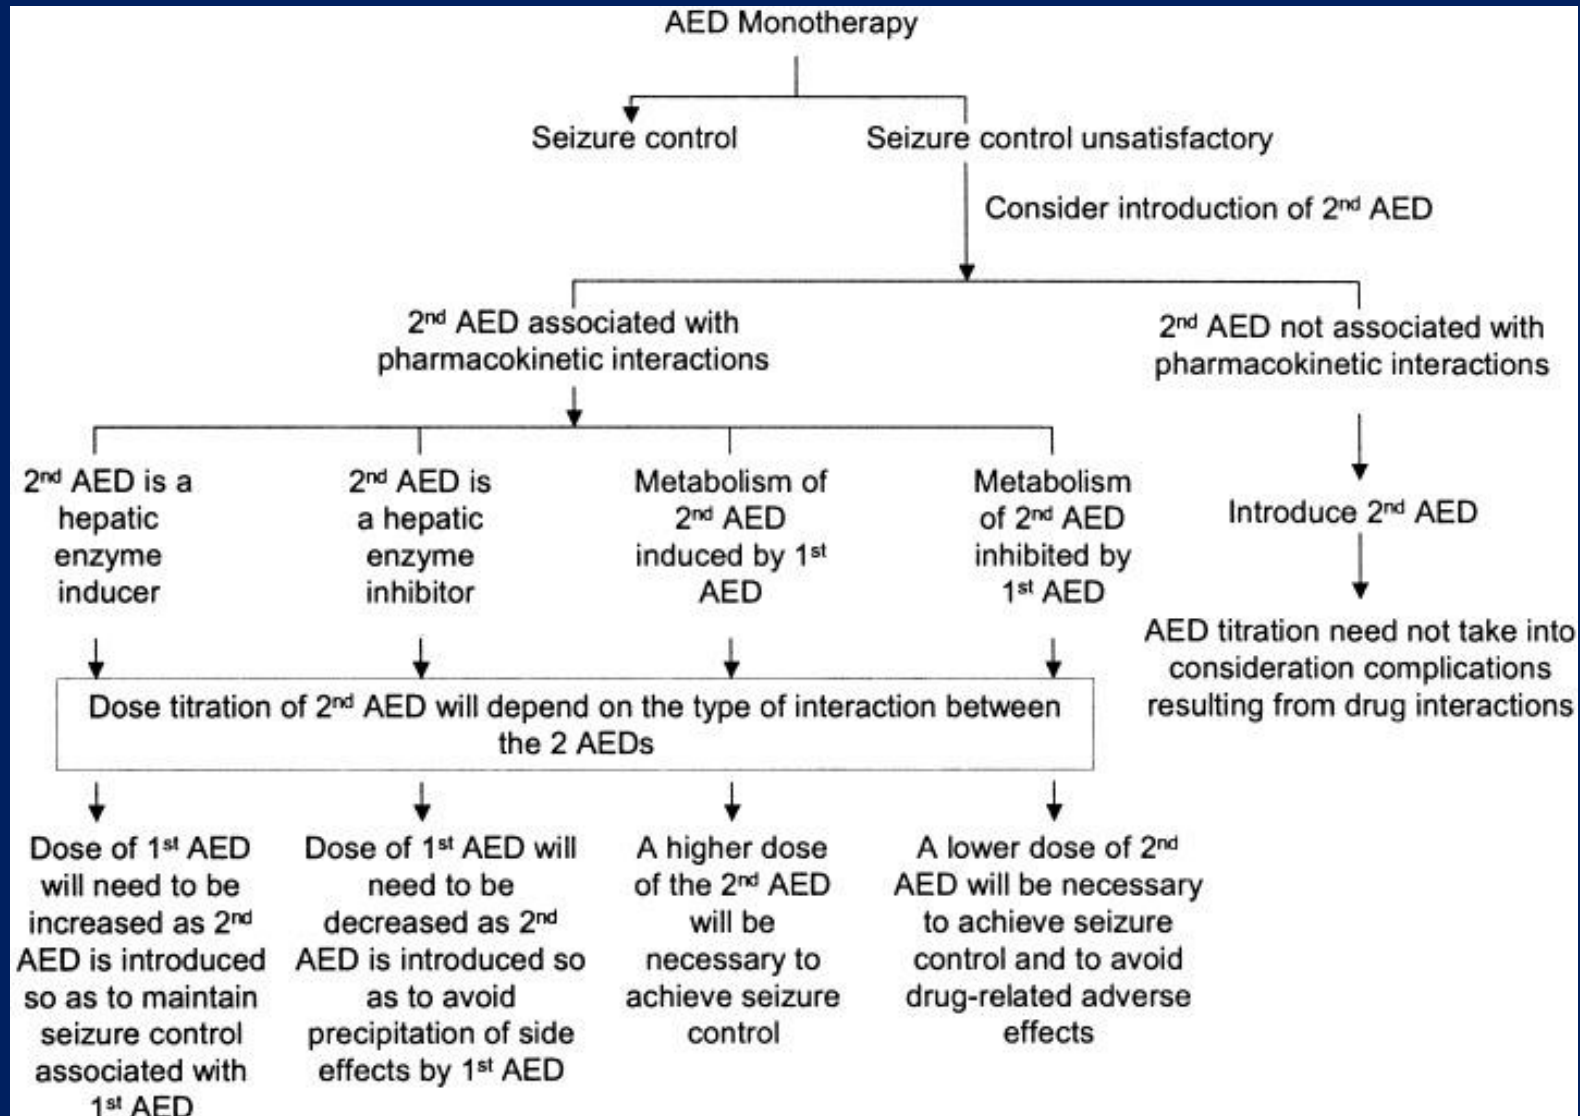 AED Monotherapy
Seizure control
Seizure control unsatisfactory
Consider introduction of 2nd AED
2nd AED associated with
pharmacokinetic interactions
2nd AED not associated with
pharmacokinetic interactions
2nd AED is a
hepatic
enzyme
inducer
2nd AED is
a hepatic
enzyme
inhibitor
Metabolism of
2nd AED
induced by 1st
AED
Metabolism
of 2nd AED
inhibited by
1st AED
Introduce 2nd AED
AED titration need not take into
consideration complications
resulting from drug interactions
Dose titration of 2nd AED will depend on the type of interaction between
the 2 AEDs
Dose of 1st AED
will need to be
increased as 2nd
AED is introduced
so as to maintain
seizure control
associated with
1st AED
Dose of 1st AED will
need to be
decreased as 2nd
AED is introduced so
as to avoid
precipitation of side
effects by 1st AED
A higher dose
of the 2nd AED
will be
necessary to
achieve seizure
control
A lower dose of 2nd
AED will be necessary
to achieve seizure
control and to avoid
drug-related adverse
effects